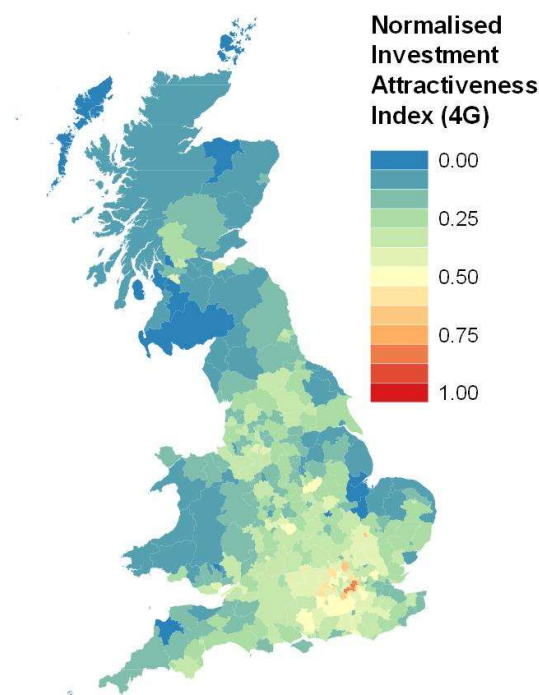 Normalised
Investment
Attractiveness
Index (4G)
0.00
0.25
0.50
0.75
1.00